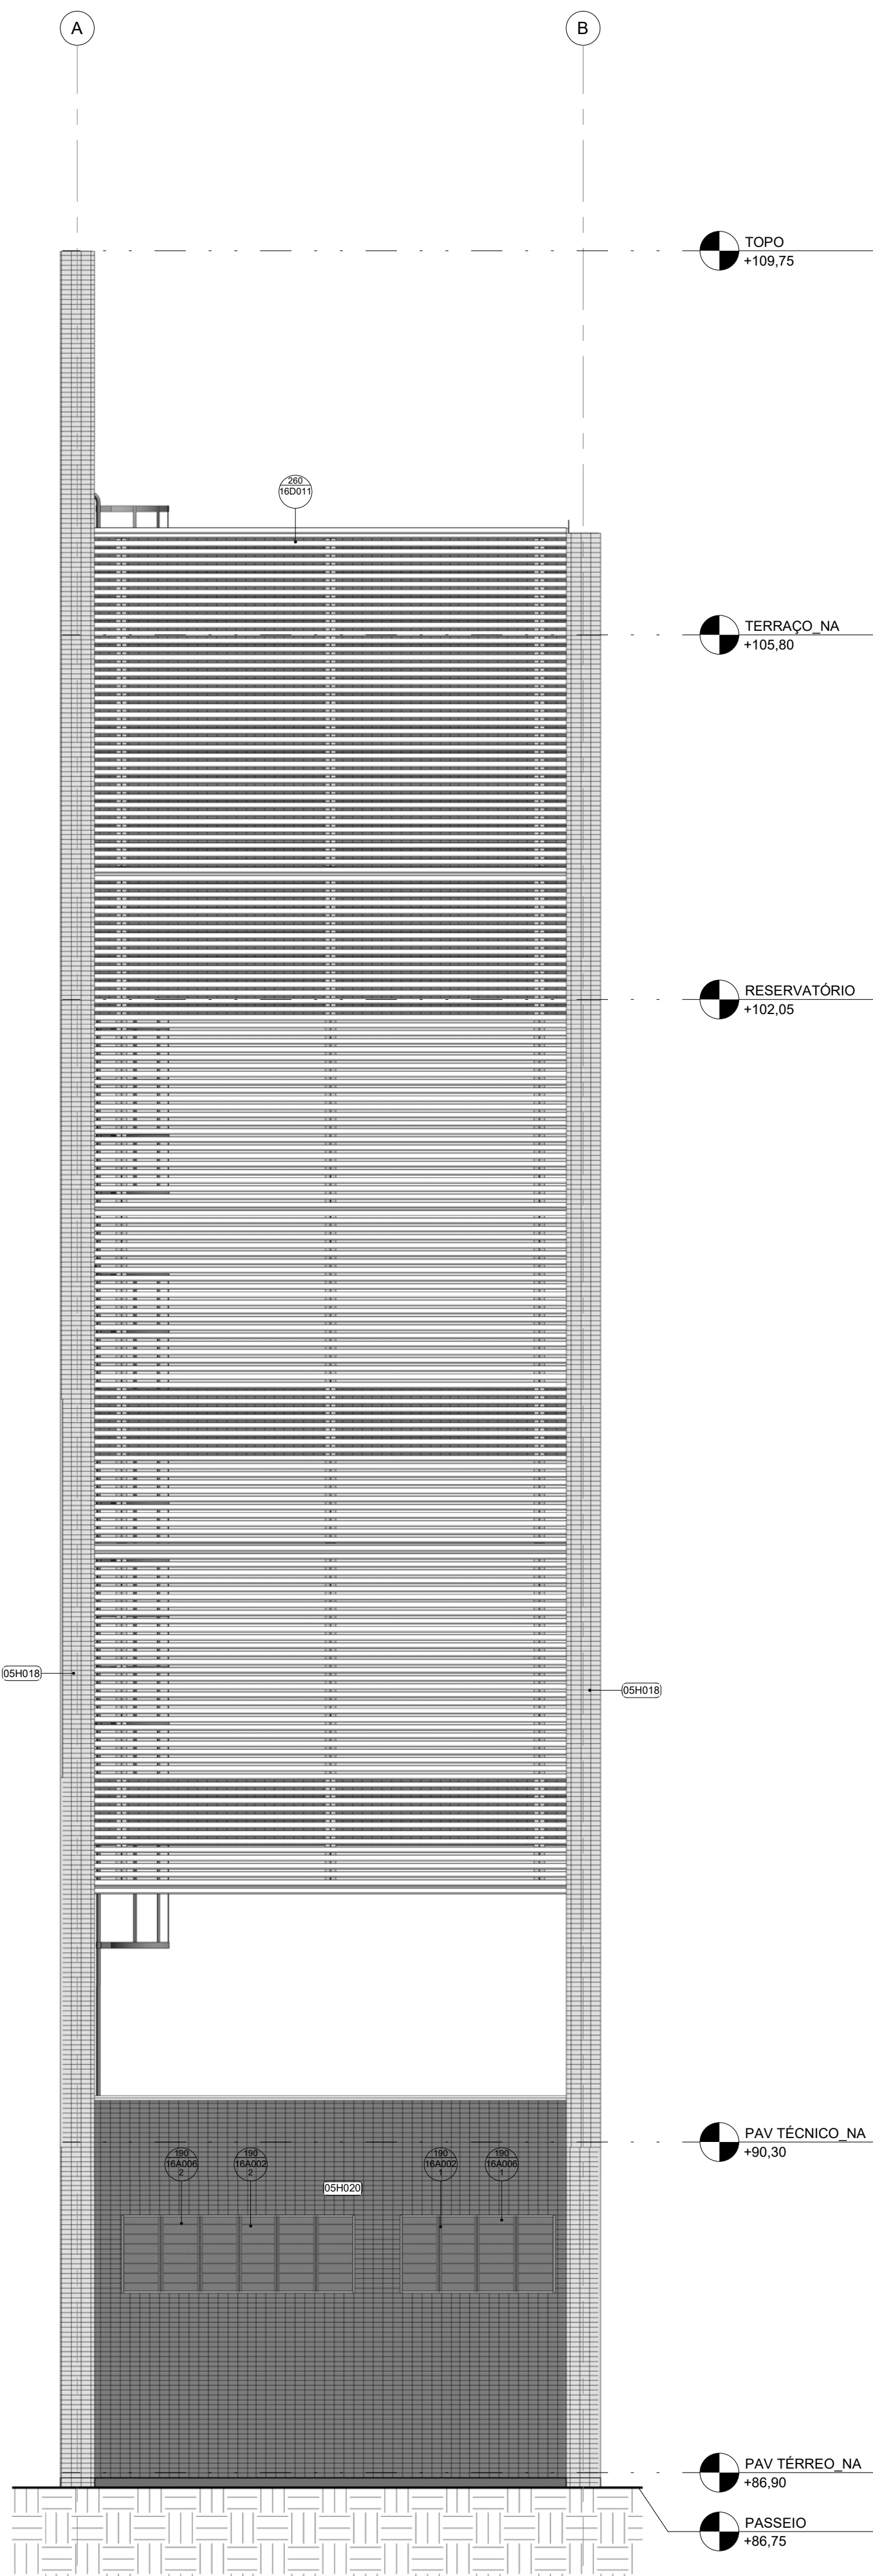 A
B
TOPO
+109,75
260
16D011
TERRAÇO_NA
+105,80
RESERVATÓRIO
+102,05
05H018
05H018
PAV TÉCNICO_NA
+90,30
190
16A006
2
190
16A002
2
190
16A002
1
190
16A006
1
05H020
PAV TÉRREO_NA
+86,90
PASSEIO
+86,75